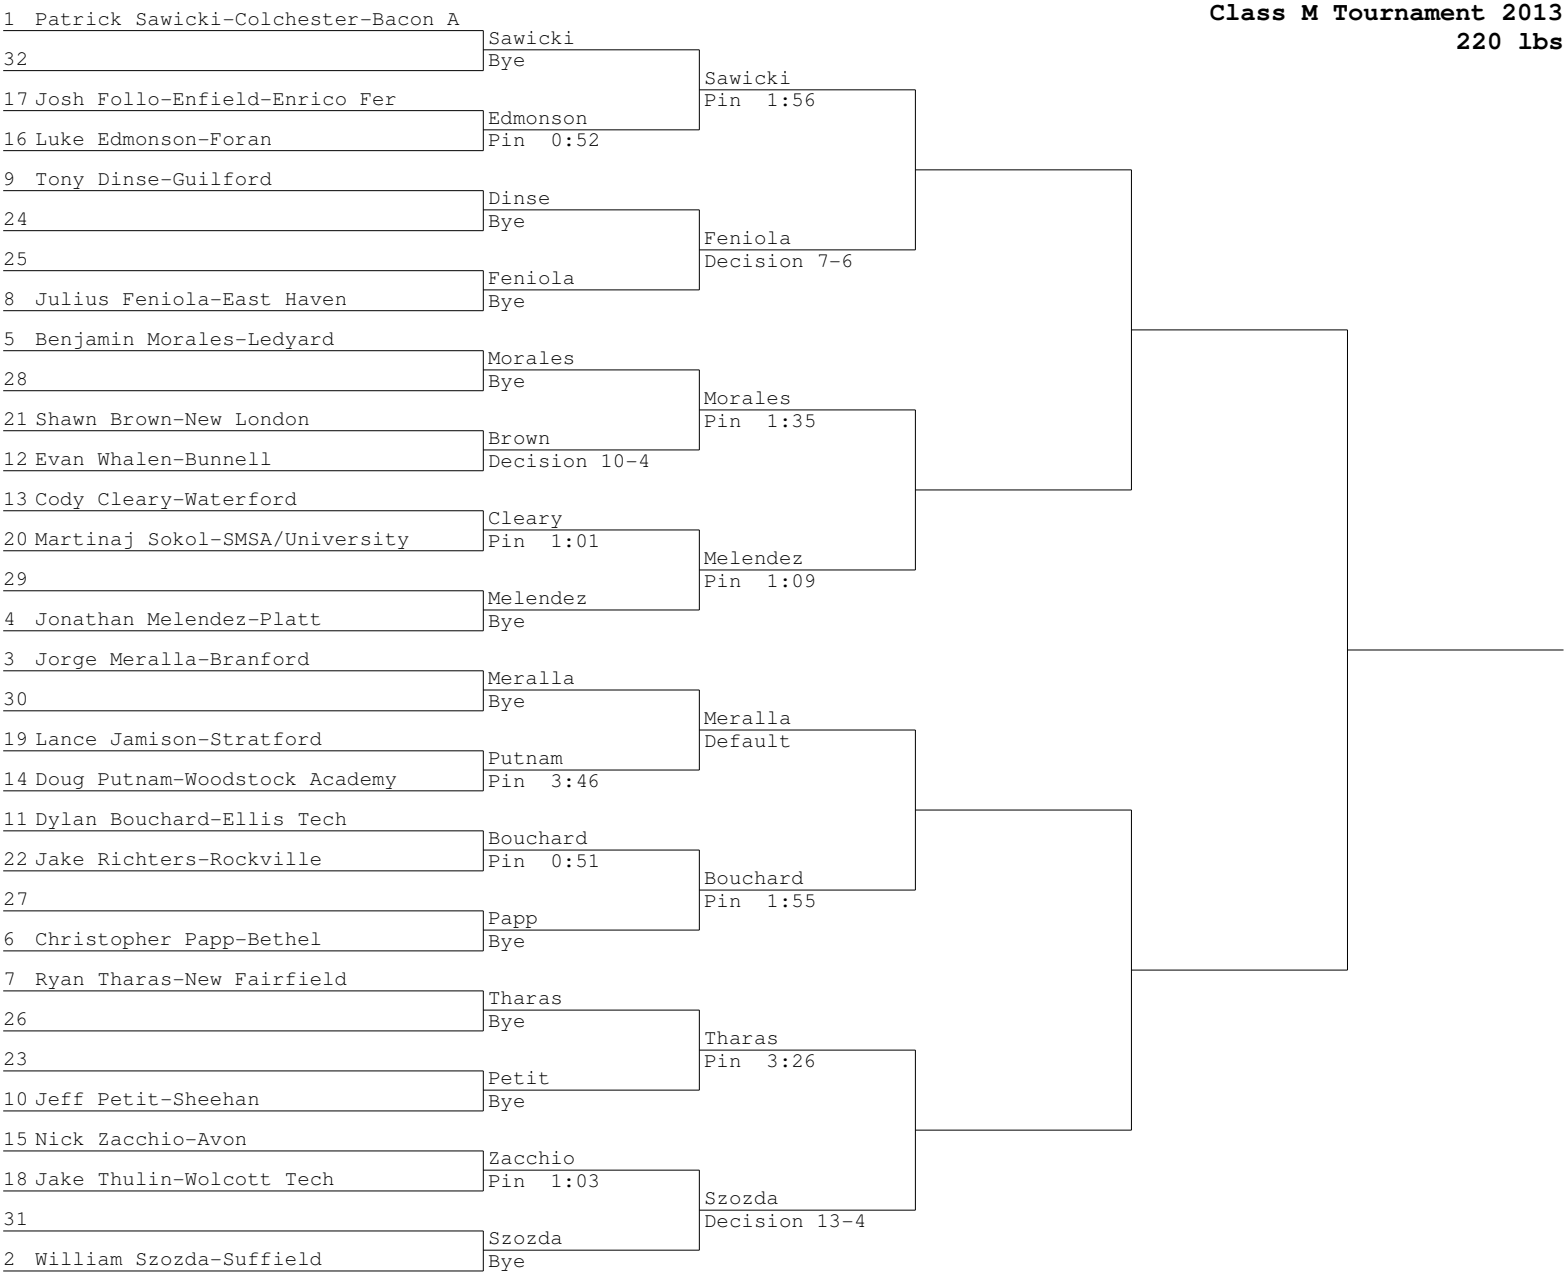 Class M Tournament 2013
220 lbs
1 Patrick Sawicki-Colchester-Bacon A
Sawicki
32
Bye
Sawicki
17 Josh Follo-Enfield-Enrico Fer
Pin 1:56
Edmonson
16 Luke Edmonson-Foran
Pin 0:52
9 Tony Dinse-Guilford
Dinse
24
Bye
Feniola
25
Decision 7-6
Feniola
8 Julius Feniola-East Haven
Bye
5 Benjamin Morales-Ledyard
Morales
28
Bye
Morales
21 Shawn Brown-New London
Pin 1:35
Brown
12 Evan Whalen-Bunnell
Decision 10-4
13 Cody Cleary-Waterford
Cleary
20 Martinaj Sokol-SMSA/University
Pin 1:01
Melendez
29
Pin 1:09
Melendez
4 Jonathan Melendez-Platt
Bye
3 Jorge Meralla-Branford
Meralla
30
Bye
Meralla
19 Lance Jamison-Stratford
Default
Putnam
14 Doug Putnam-Woodstock Academy
Pin 3:46
11 Dylan Bouchard-Ellis Tech
Bouchard
22 Jake Richters-Rockville
Pin 0:51
Bouchard
27
Pin 1:55
Papp
6 Christopher Papp-Bethel
Bye
7 Ryan Tharas-New Fairfield
Tharas
26
Bye
Tharas
23
Pin 3:26
Petit
10 Jeff Petit-Sheehan
Bye
15 Nick Zacchio-Avon
Zacchio
18 Jake Thulin-Wolcott Tech
Pin 1:03
Szozda
31
Decision 13-4
Szozda
2 William Szozda-Suffield
Bye